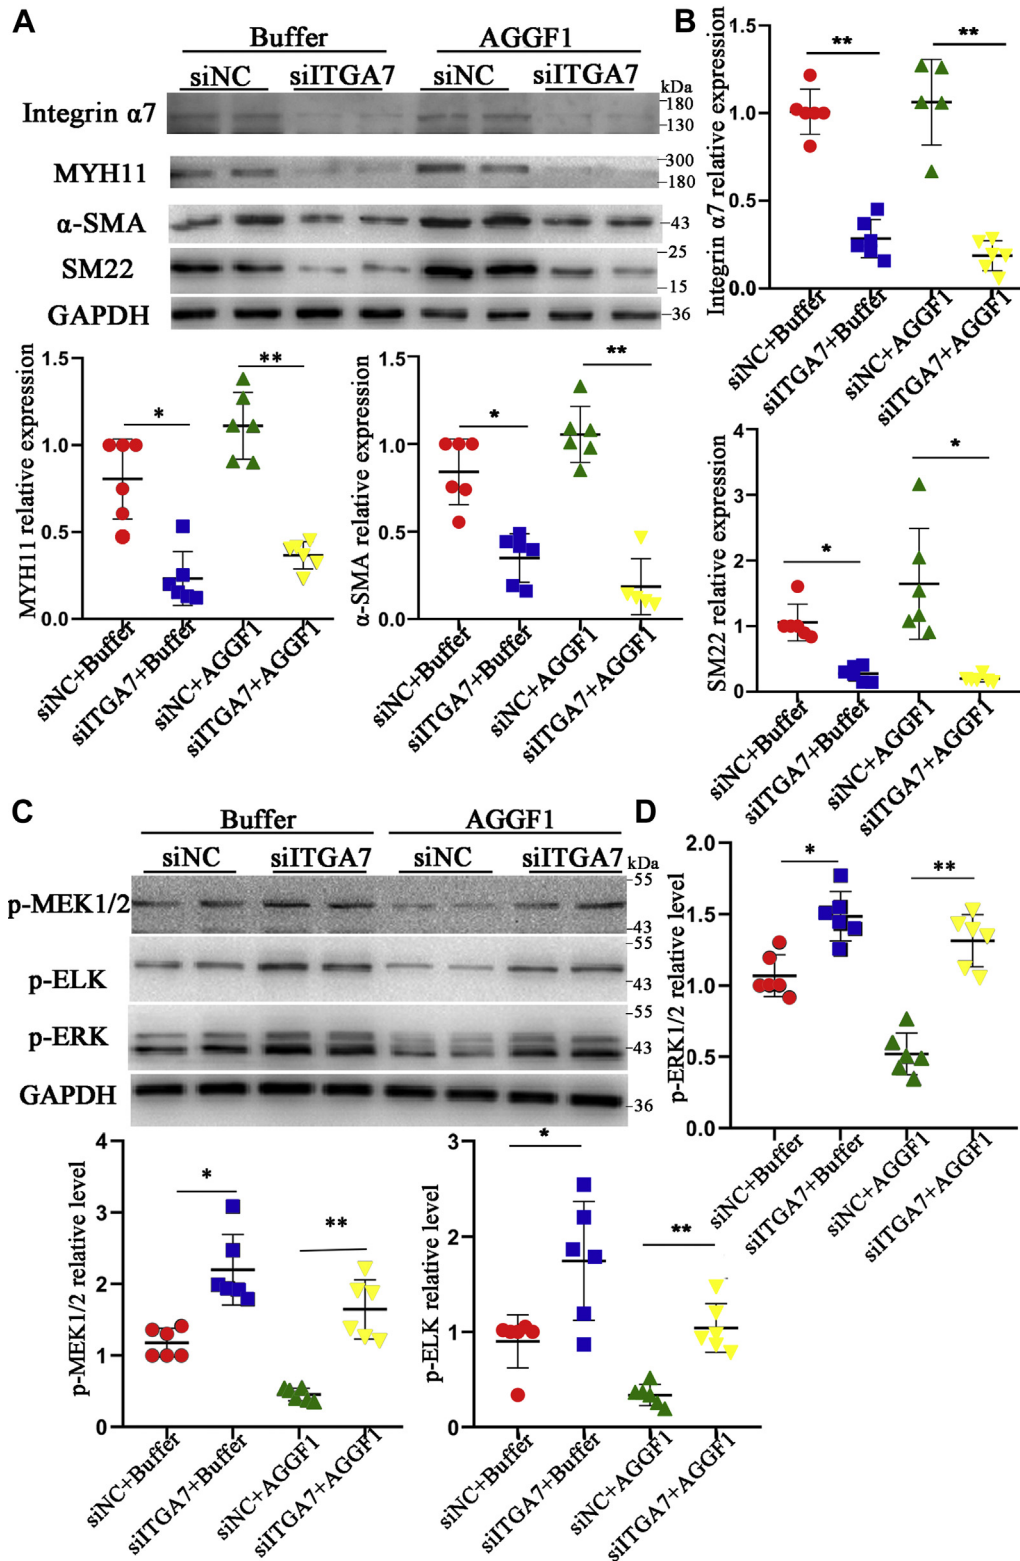 A
Buffer AGGF1
siNC siITGA7 siNC siITGA7
kDa
Integrin α7
180
130
MYH11
300
180
α-SMA
43
SM22
25
15
GAPDH
36
B
Integrin α7 relative expression
1.5
1.0
0.5
0.0
** **
siNC+Buffer
siITGA7+Buffer
siNC+AGGF1
siITGA7+AGGF1
MYH11 relative expression
1.5
1.0
0.5
0.0
* **
siNC+Buffer
siITGA7+Buffer
siNC+AGGF1
siITGA7+AGGF1
α-SMA relative expression
1.5
1.0
0.5
0.0
* **
siNC+Buffer
siITGA7+Buffer
siNC+AGGF1
siITGA7+AGGF1
SM22 relative expression
4
3
2
1
0
* *
siNC+Buffer
siITGA7+Buffer
siNC+AGGF1
siITGA7+AGGF1
C
Buffer AGGF1
siNC siITGA7 siNC siITGA7
kDa
p-MEK1/2
55
43
p-ELK
55
43
p-ERK
55
43
GAPDH
36
D
p-ERK1/2 relative level
2.0
1.5
1.0
0.5
0.0
* **
siNC+Buffer
siITGA7+Buffer
siNC+AGGF1
siITGA7+AGGF1
p-MEK1/2 relative level
4
3
2
1
0
* **
siNC+Buffer
siITGA7+Buffer
siNC+AGGF1
siITGA7+AGGF1
p-ELK relative level
3
2
1
0
* **
siNC+Buffer
siITGA7+Buffer
siNC+AGGF1
siITGA7+AGGF1